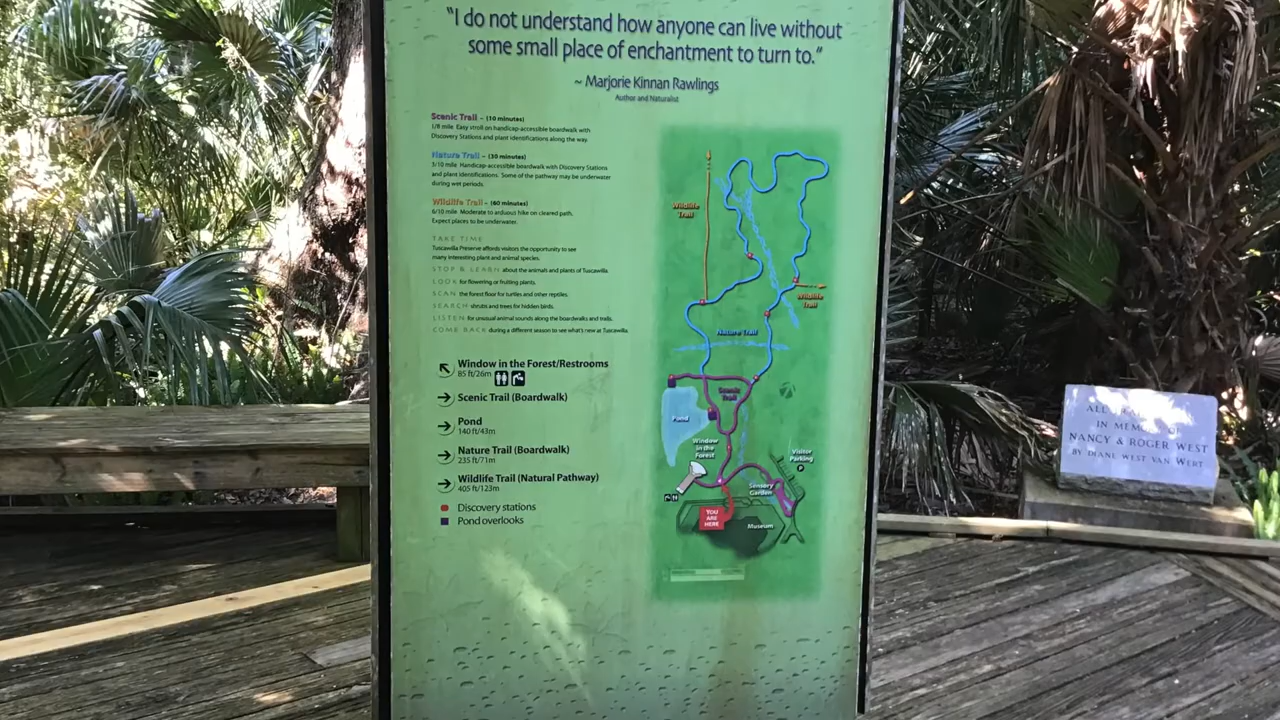 "I do not understand how anyone can live without
some small place of enchantment to turn to."
~ Marjorie Kinnan Rawlings
Author and Naturalist
Scenic Trail – (10 minutes)
1/8 mile Easy stroll on handicap-accessible boardwalk with
Discovery Stations and plant identifications along the way.
Nature Trail – (30 minutes)
3/10 mile Handicap-accessible boardwalk with Discovery Stations
and plant identifications. Some of the pathway may be underwater
during wet periods.
Wildlife Trail – (60 minutes)
6/10 mile Moderate to arduous hike on cleared path.
Expect places to be underwater.
TAKE TIME
Tuscawilla Preserve affords visitors the opportunity to see
many interesting plant and animal species.
STOP & LEARN about the animals and plants of Tuscawilla.
LOOK for flowering or fruiting plants.
SCAN the forest floor for turtles and other reptiles.
SEARCH shrubs and trees for hidden birds.
LISTEN for unusual animal sounds along the boardwalks and trails.
COME BACK during a different season to see what's new at Tuscawilla.
Window in the Forest/Restrooms
85 ft/26m
Scenic Trail (Boardwalk)
Pond
140 ft/43m
Nature Trail (Boardwalk)
235 ft/71m
Wildlife Trail (Natural Pathway)
405 ft/123m
Discovery stations
Pond overlooks
Wildlife
Trail
Wildlife
Trail
Nature Trail
Scenic
Trail
Pond
Window
in the
Forest
Visitor
Parking
P
Sensory
Garden
YOU
ARE
HERE
Museum
IN MEMORY OF
NANCY & ROGER WEST
BY DIANE WEST VAN WERT